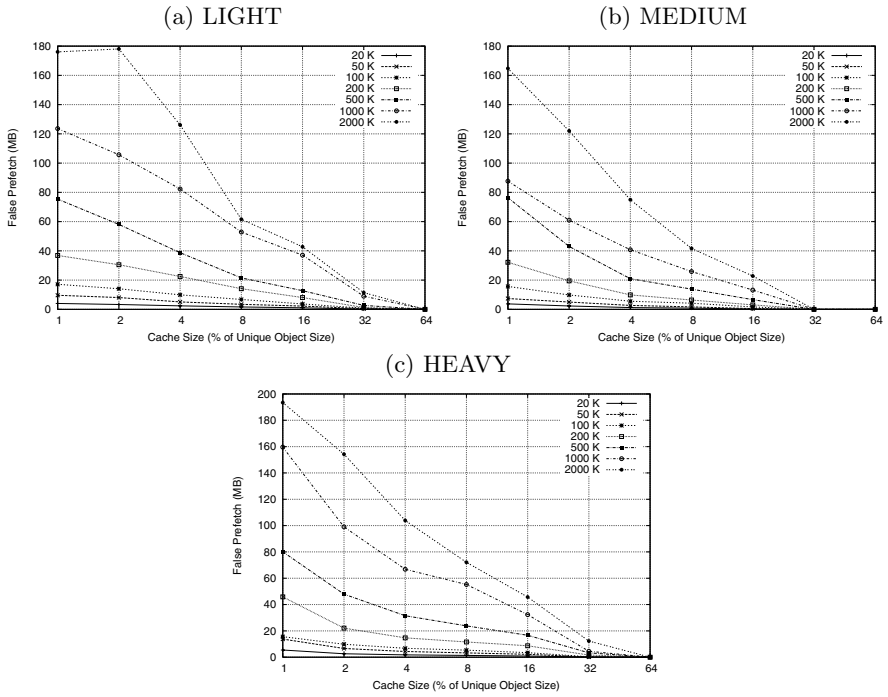 (a) LIGHT
180
160
140
120
100
80
60
40
20
0
False Prefetch (MB)
20 K
50 K
100 K
200 K
500 K
1000 K
2000 K
1 2 4 8 16 32 64
Cache Size (% of Unique Object Size)
(b) MEDIUM
180
160
140
120
100
80
60
40
20
0
False Prefetch (MB)
20 K
50 K
100 K
200 K
500 K
1000 K
2000 K
1 2 4 8 16 32 64
Cache Size (% of Unique Object Size)
(c) HEAVY
200
180
160
140
120
100
80
60
40
20
0
False Prefetch (MB)
20 K
50 K
100 K
200 K
500 K
1000 K
2000 K
1 2 4 8 16 32 64
Cache Size (% of Unique Object Size)